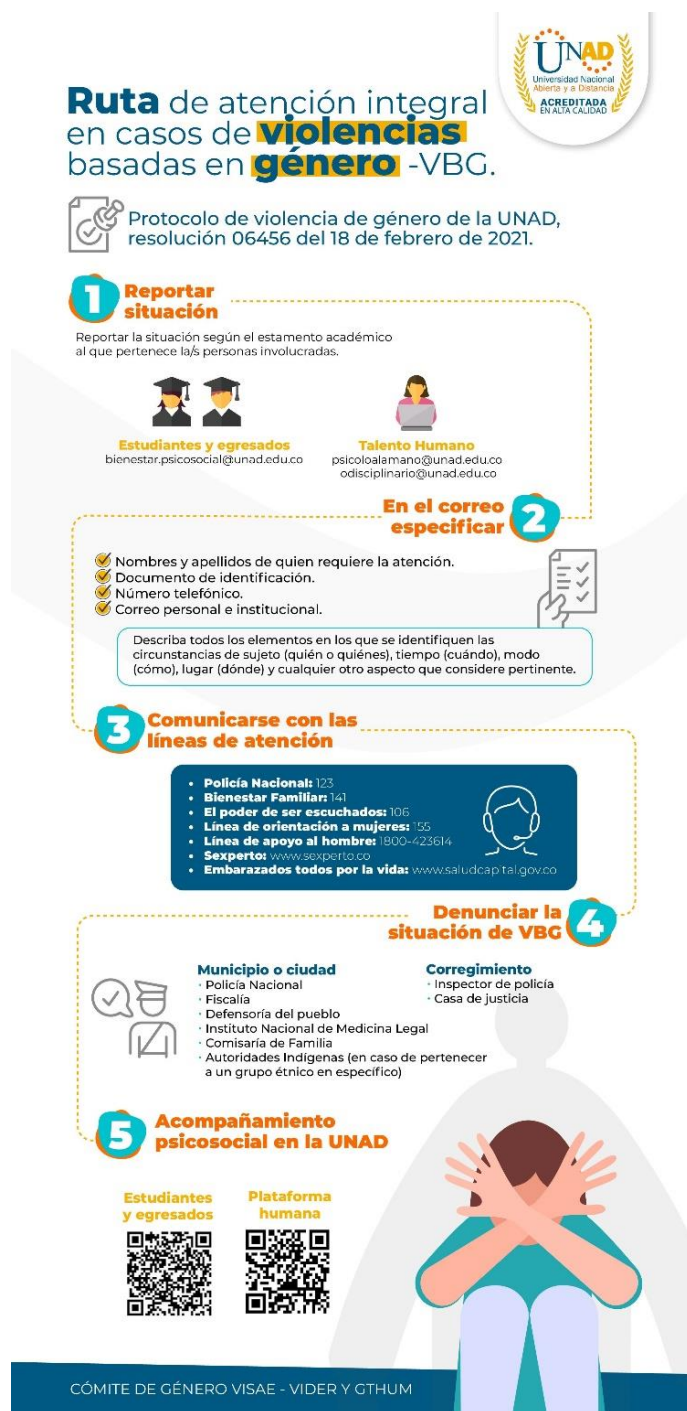 UNAD
Universidad Nacional
Abierta y a Distancia
ACREDITADA
EN ALTA CALIDAD
Ruta de atención integral
en casos de violencias
basadas en género -VBG.
Protocolo de violencia de género de la UNAD,
resolución 06456 del 18 de febrero de 2021.
1 Reportar
situación
Reportar la situación según el estamento académico
al que pertenece la/s personas involucradas.
Estudiantes y egresados
bienestar.psicosocial@unad.edu.co
Talento Humano
psicoloalamano@unad.edu.co
odisciplinario@unad.edu.co
En el correo
especificar 2
Nombres y apellidos de quien requiere la atención.
Documento de identificación.
Número telefónico.
Correo personal e institucional.
Describa todos los elementos en los que se identifiquen las
circunstancias de sujeto (quién o quiénes), tiempo (cuándo), modo
(cómo), lugar (dónde) y cualquier otro aspecto que considere pertinente.
3 Comunicarse con las
líneas de atención
• Policía Nacional: 123
• Bienestar Familiar: 141
• El poder de ser escuchados: 106
• Línea de orientación a mujeres: 155
• Línea de apoyo al hombre: 1800-423614
• Sexperto: www.sexperto.co
• Embarazados todos por la vida: www.saludcapital.gov.co
Denunciar la
situación de VBG 4
Municipio o ciudad
· Policía Nacional
· Fiscalía
· Defensoría del pueblo
· Instituto Nacional de Medicina Legal
· Comisaría de Familia
· Autoridades Indígenas (en caso de pertenecer
a un grupo étnico en específico)
Corregimiento
· Inspector de policía
· Casa de justicia
5 Acompañamiento
psicosocial en la UNAD
Estudiantes
y egresados
Plataforma
humana
CÓMITE DE GÉNERO VISAE - VIDER Y GTHUM